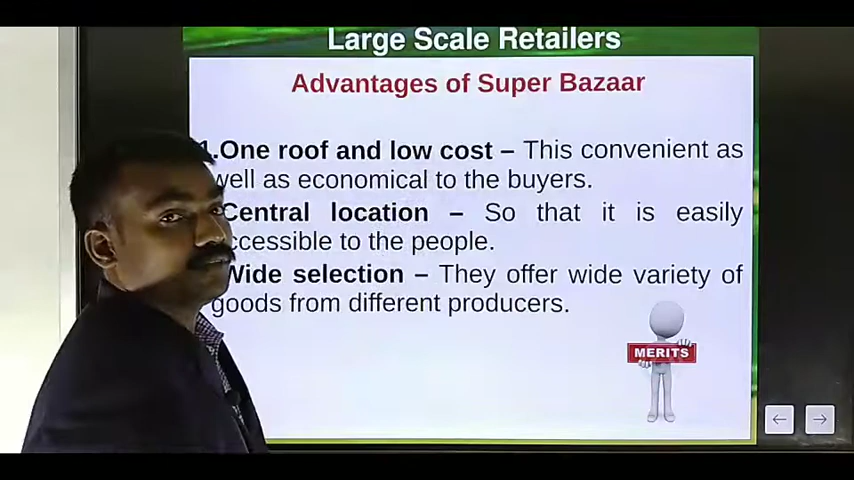 Large Scale Retailers
Advantages of Super Bazaar
1.One roof and low cost – This convenient as
well as economical to the buyers.
Central location – So that it is easily
ccessible to the people.
Wide selection – They offer wide variety of
goods from different producers.
MERITS